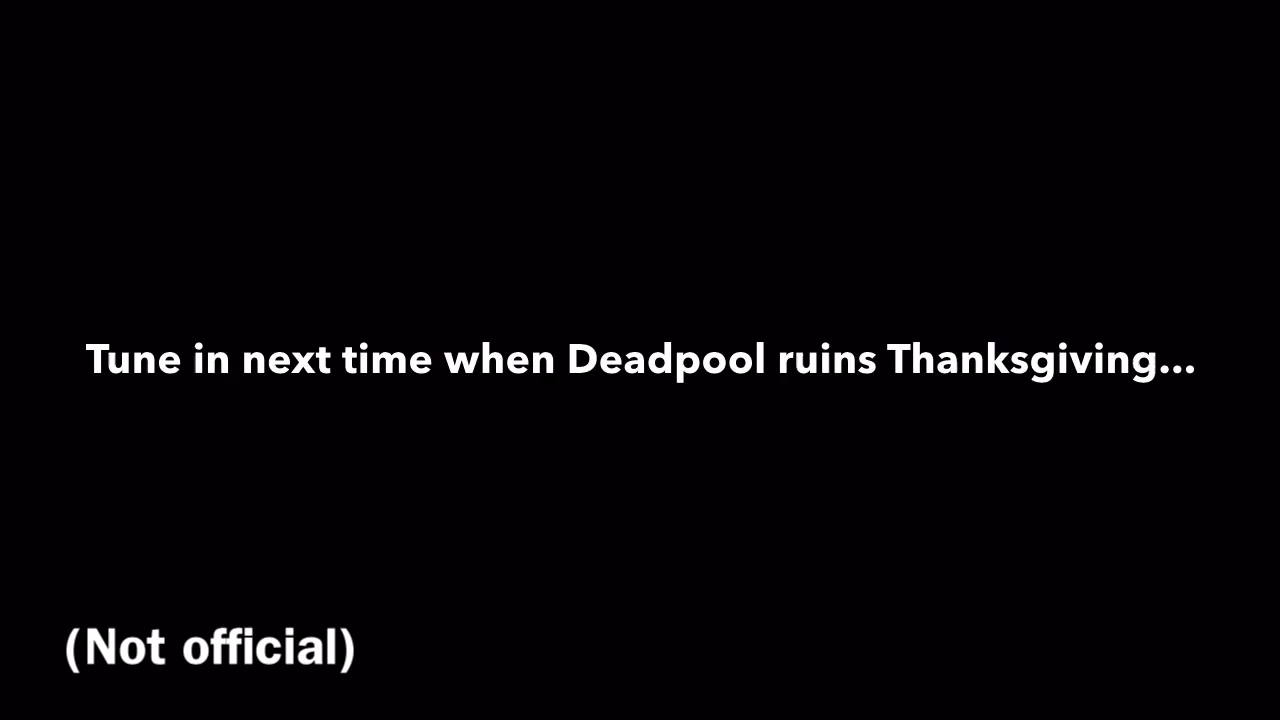 Tune in next time when Deadpool ruins Thanksgiving...
(Not official)